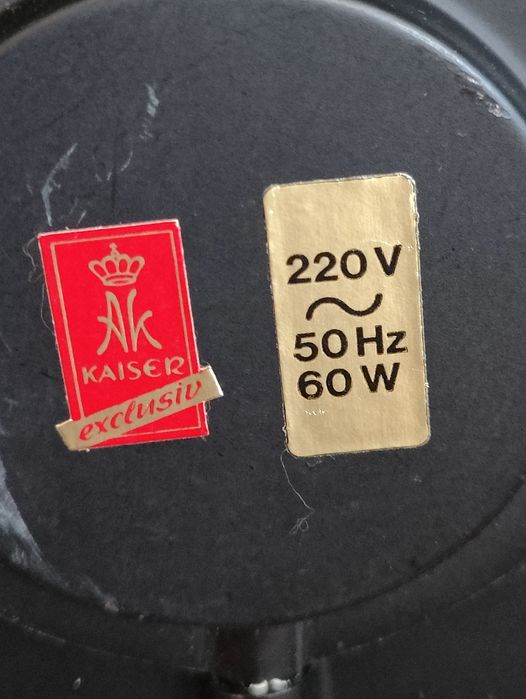 AK
KAISER
exclusiv
220 V
~
50 Hz
60 W